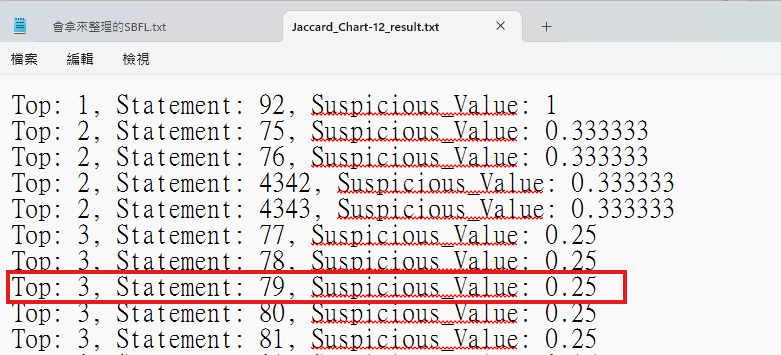 會拿來整理的SBFL.txt
Jaccard_Chart-12_result.txt
檔案 編輯 檢視
Top: 1, Statement: 92, Suspicious_Value: 1
Top: 2, Statement: 75, Suspicious_Value: 0.333333
Top: 2, Statement: 76, Suspicious_Value: 0.333333
Top: 2, Statement: 4342, Suspicious_Value: 0.333333
Top: 2, Statement: 4343, Suspicious_Value: 0.333333
Top: 3, Statement: 77, Suspicious_Value: 0.25
Top: 3, Statement: 78, Suspicious_Value: 0.25
Top: 3, Statement: 79, Suspicious_Value: 0.25
Top: 3, Statement: 80, Suspicious_Value: 0.25
Top: 3, Statement: 81, Suspicious_Value: 0.25